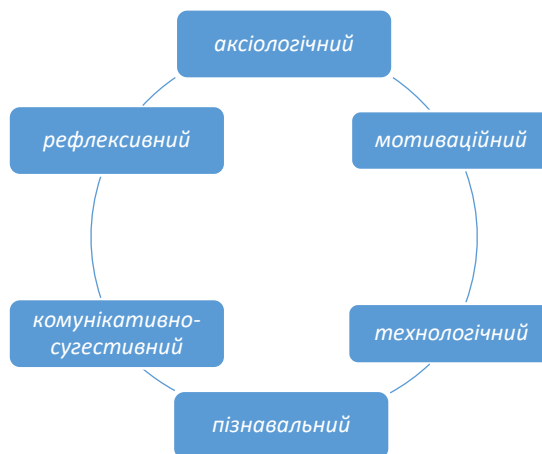 аксіологічний
рефлексивний
мотиваційний
комунікативно-
сугестивний
технологічний
пізнавальний